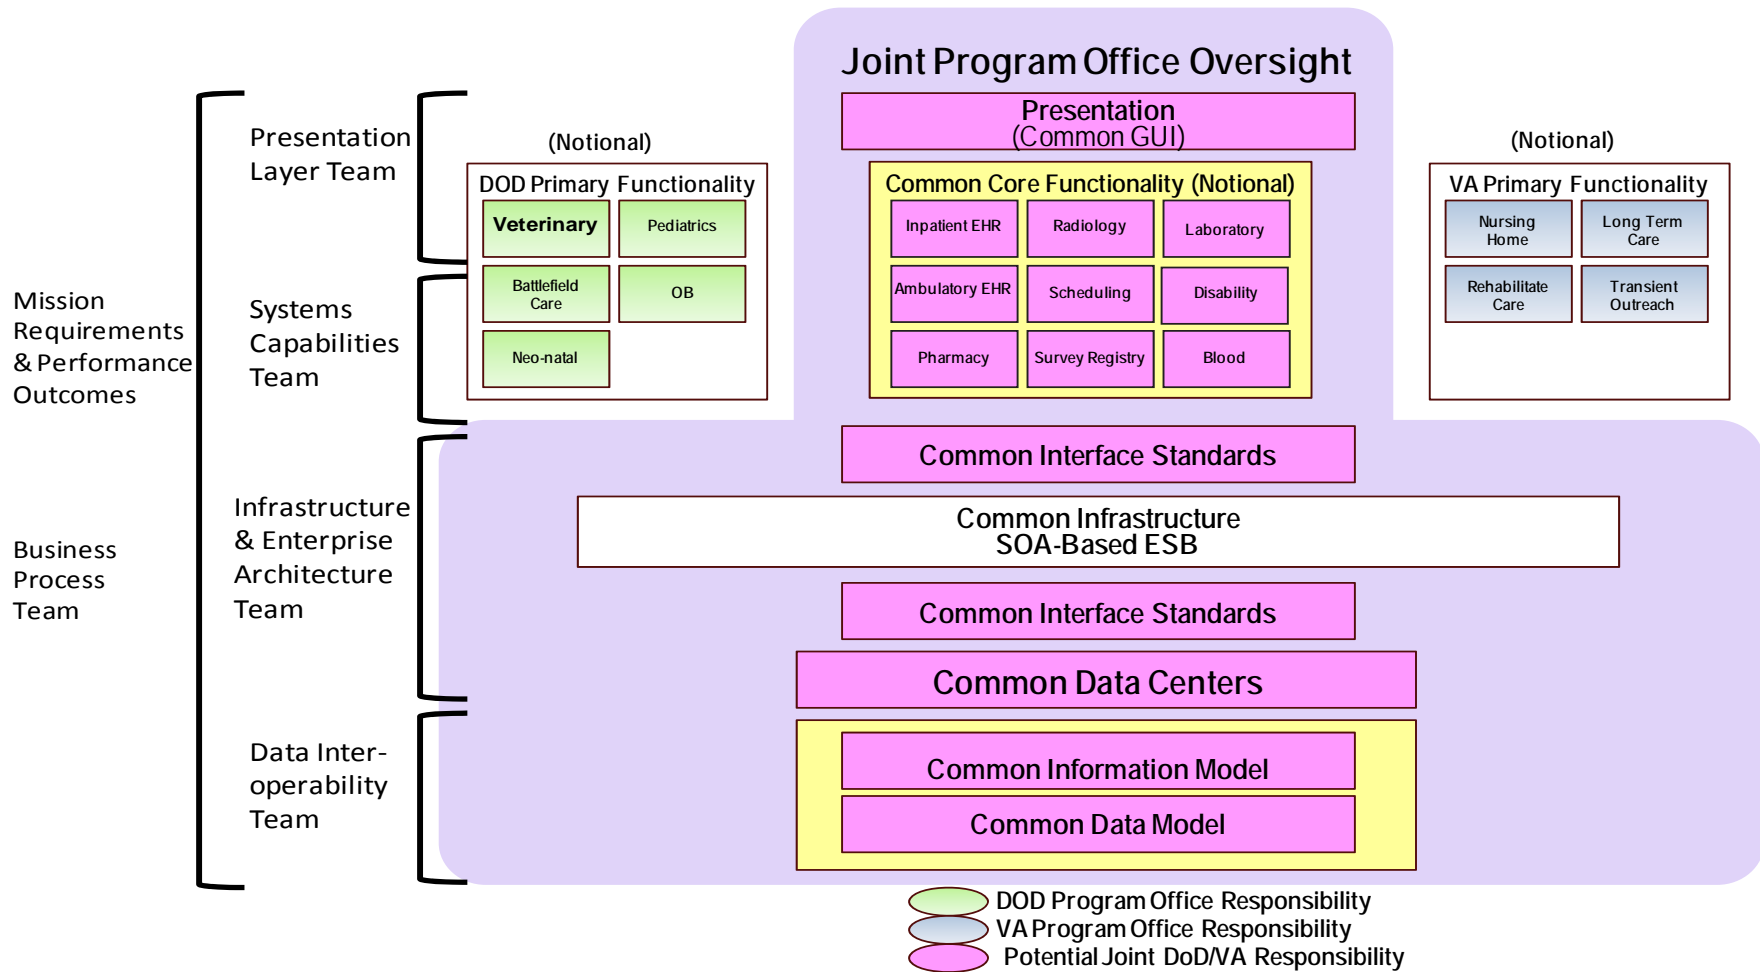 Joint Program Office Oversight
Presentation
(Common GUI)
Presentation
Layer Team
(Notional)
DOD Primary Functionality
Veterinary
Pediatrics
Battlefield
Care
OB
Neo-natal
Common Core Functionality (Notional)
Inpatient EHR
Radiology
Laboratory
Ambulatory EHR
Scheduling
Disability
Pharmacy
Survey Registry
Blood
(Notional)
VA Primary Functionality
Nursing
Home
Long Term
Care
Rehabilitate
Care
Transient
Outreach
Mission
Requirements
& Performance
Outcomes
Systems
Capabilities
Team
Business
Process
Team
Infrastructure
& Enterprise
Architecture
Team
Common Interface Standards
Common Infrastructure
SOA-Based ESB
Common Interface Standards
Common Data Centers
Data Inter-
operability
Team
Common Information Model
Common Data Model
DOD Program Office Responsibility
VA Program Office Responsibility
Potential Joint DoD/VA Responsibility